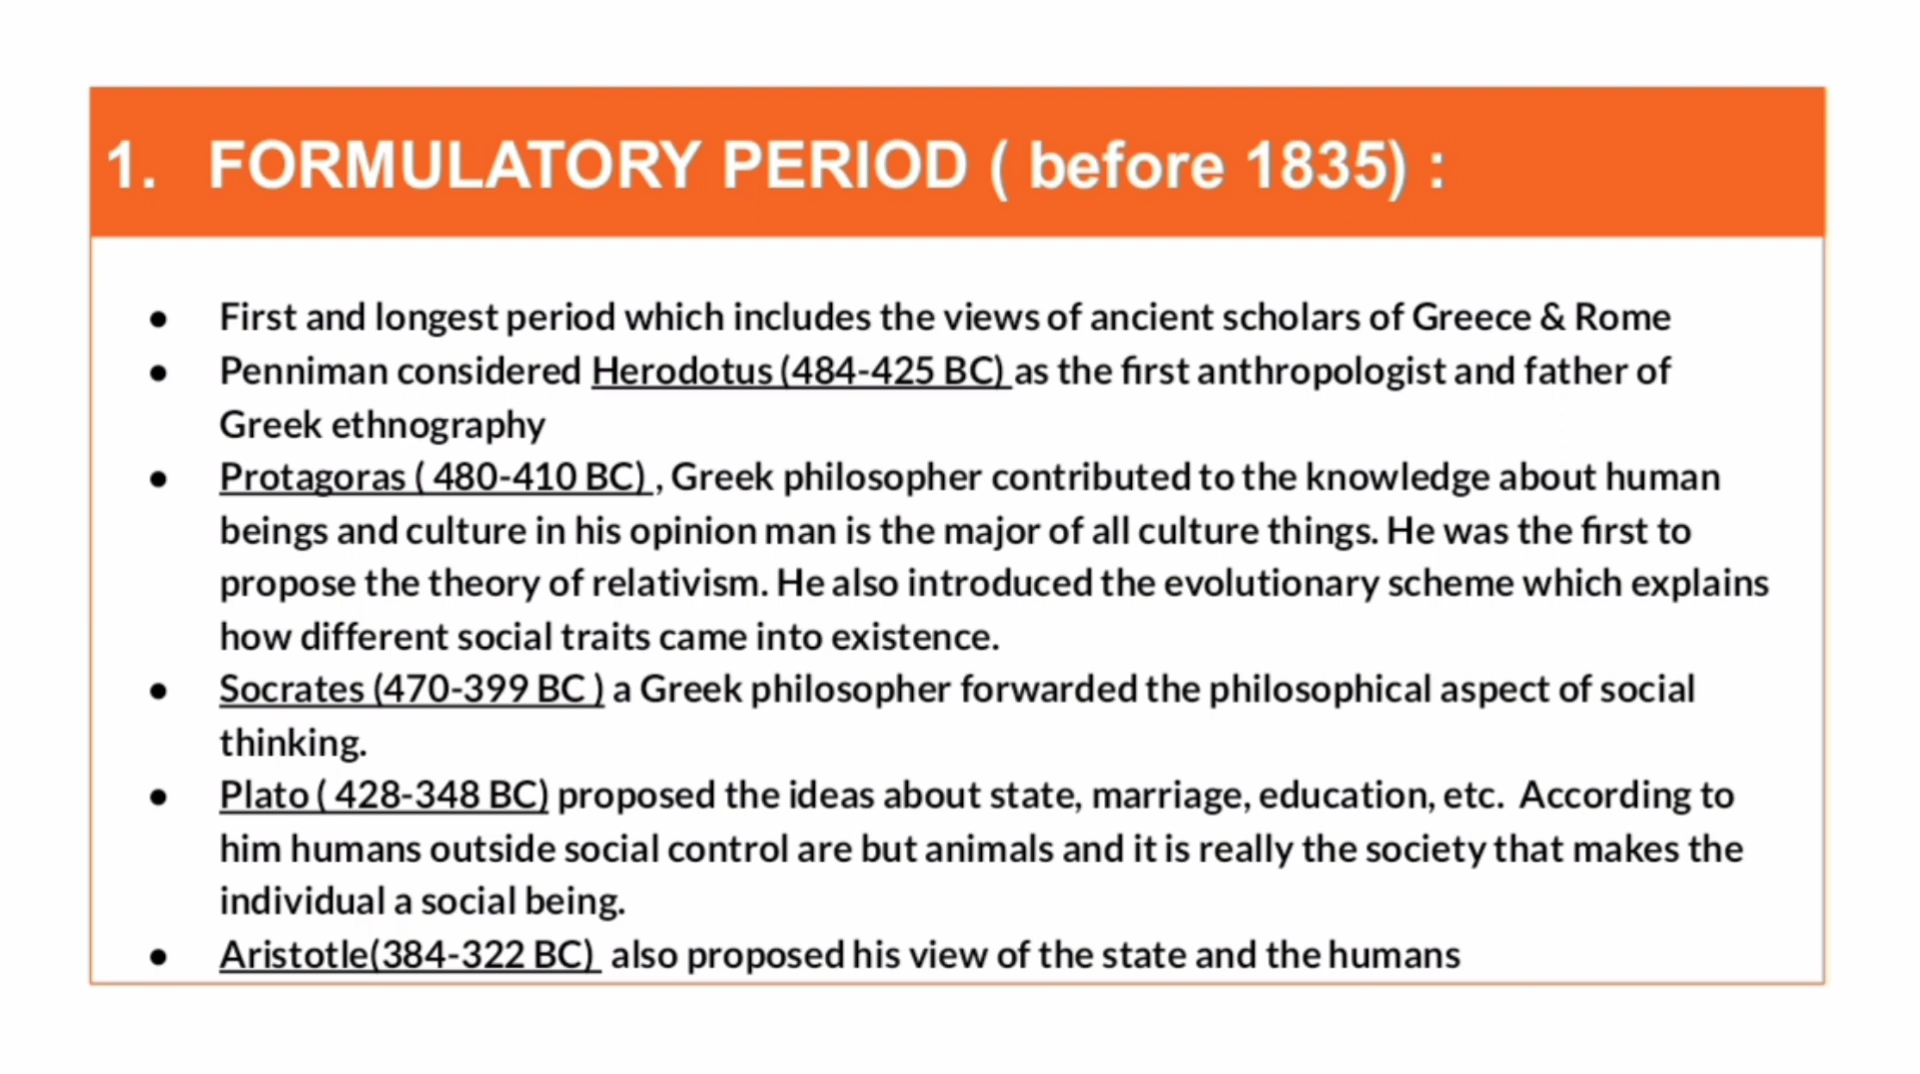 1. FORMULATORY PERIOD ( before 1835) :
● First and longest period which includes the views of ancient scholars of Greece & Rome
● Penniman considered Herodotus (484-425 BC) as the first anthropologist and father of
Greek ethnography
● Protagoras ( 480-410 BC) , Greek philosopher contributed to the knowledge about human
beings and culture in his opinion man is the major of all culture things. He was the first to
propose the theory of relativism. He also introduced the evolutionary scheme which explains
how different social traits came into existence.
● Socrates (470-399 BC ) a Greek philosopher forwarded the philosophical aspect of social
thinking.
● Plato ( 428-348 BC) proposed the ideas about state, marriage, education, etc. According to
him humans outside social control are but animals and it is really the society that makes the
individual a social being.
● Aristotle(384-322 BC) also proposed his view of the state and the humans